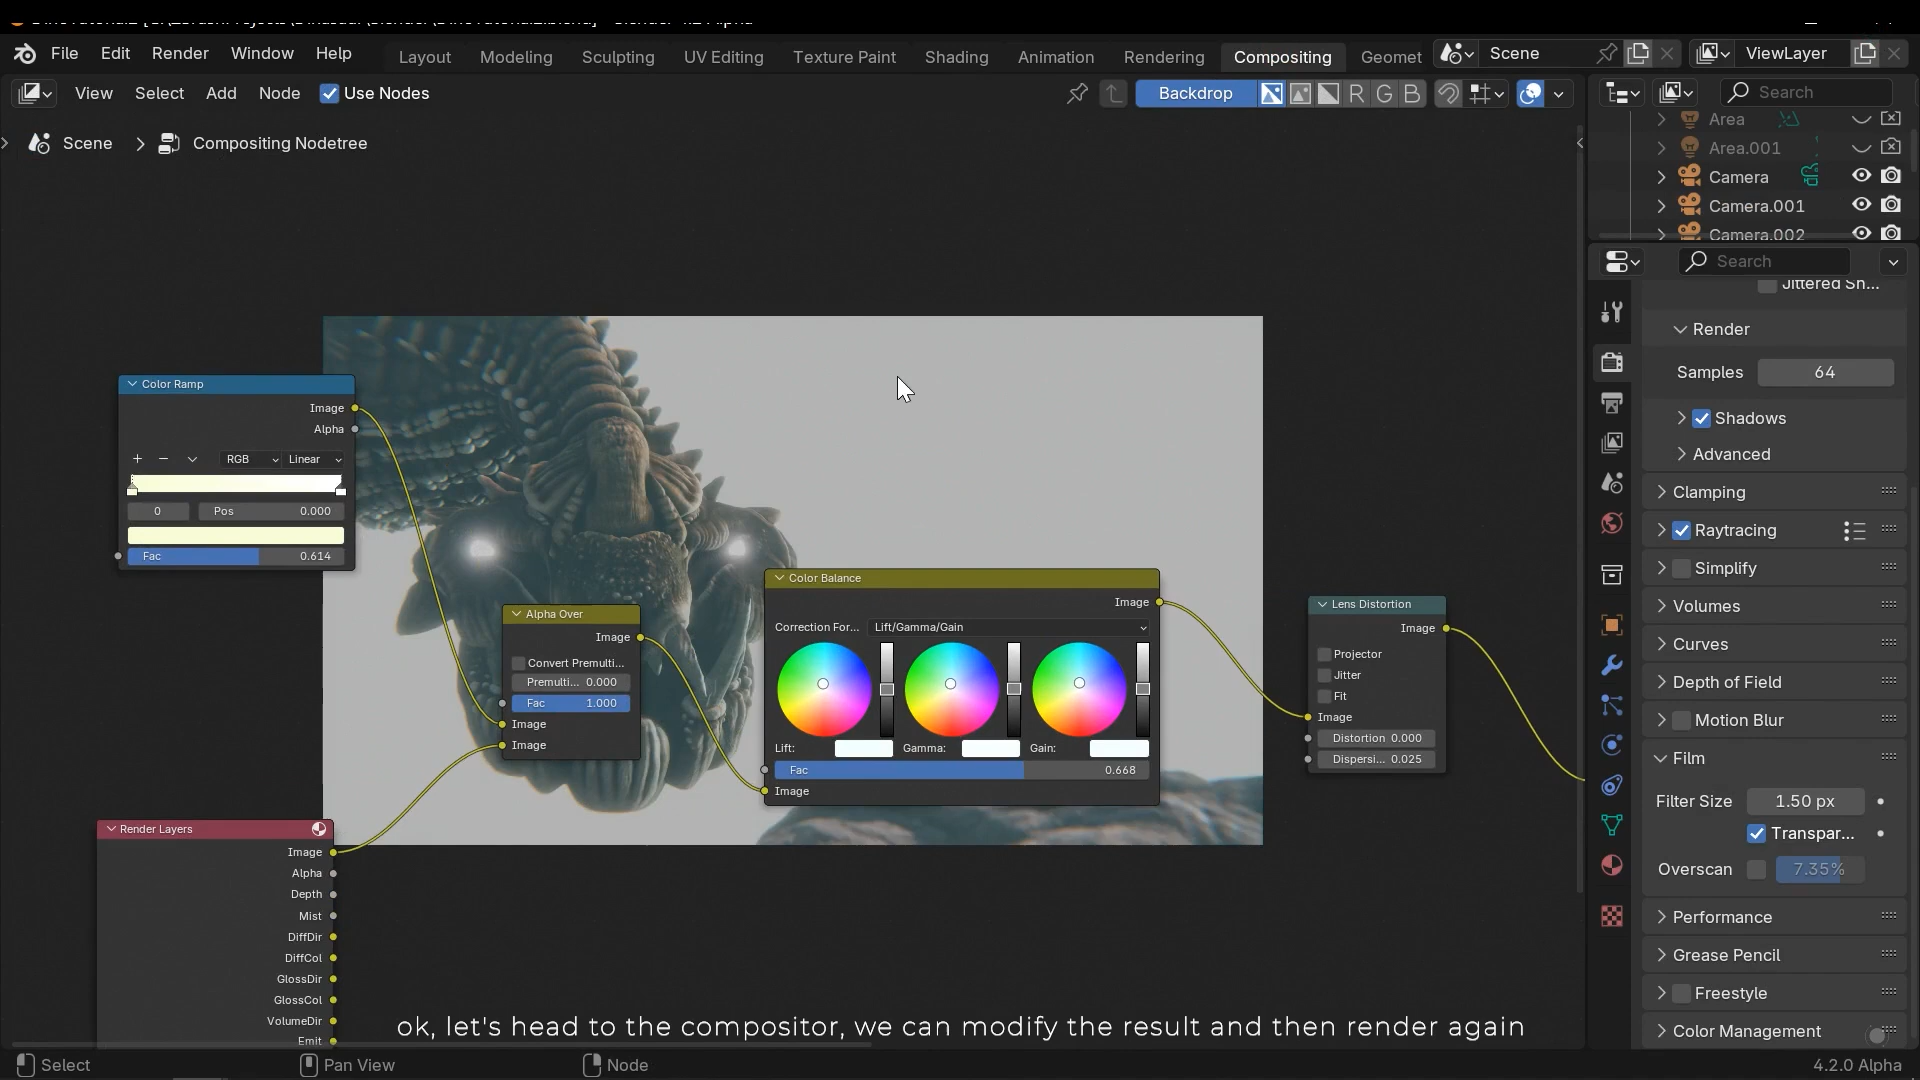 File Edit Render Window Help
Layout Modeling Sculpting UV Editing Texture Paint Shading Animation Rendering Compositing Geomet
Scene
ViewLayer
View Select Add Node Use Nodes
Backdrop
R G B
Search
Scene
Compositing Nodetree
Area
Area.001
Camera
Camera.001
Camera.002
Search
Jittered Sh...
Render
Samples 64
Shadows
Advanced
Clamping
Raytracing
Simplify
Volumes
Curves
Depth of Field
Motion Blur
Film
Filter Size 1.50 px
Transpar...
Overscan 7.35%
Performance
Grease Pencil
Freestyle
Color Management
Color Ramp
Image
Alpha
+ − RGB Linear
0 Pos 0.000
Fac 0.614
Alpha Over
Image
Convert Premulti...
Premulti... 0.000
Fac 1.000
Image
Image
Color Balance
Image
Correction For... Lift/Gamma/Gain
Lift: Gamma: Gain:
Fac 0.668
Image
Lens Distortion
Image
Projector
Jitter
Fit
Image
Distortion 0.000
Dispersi... 0.025
Render Layers
Image
Alpha
Depth
Mist
DiffDir
DiffCol
GlossDir
GlossCol
VolumeDir
Emit
ok, let's head to the compositor, we can modify the result and then render again
Select Pan View Node 4.2.0 Alpha